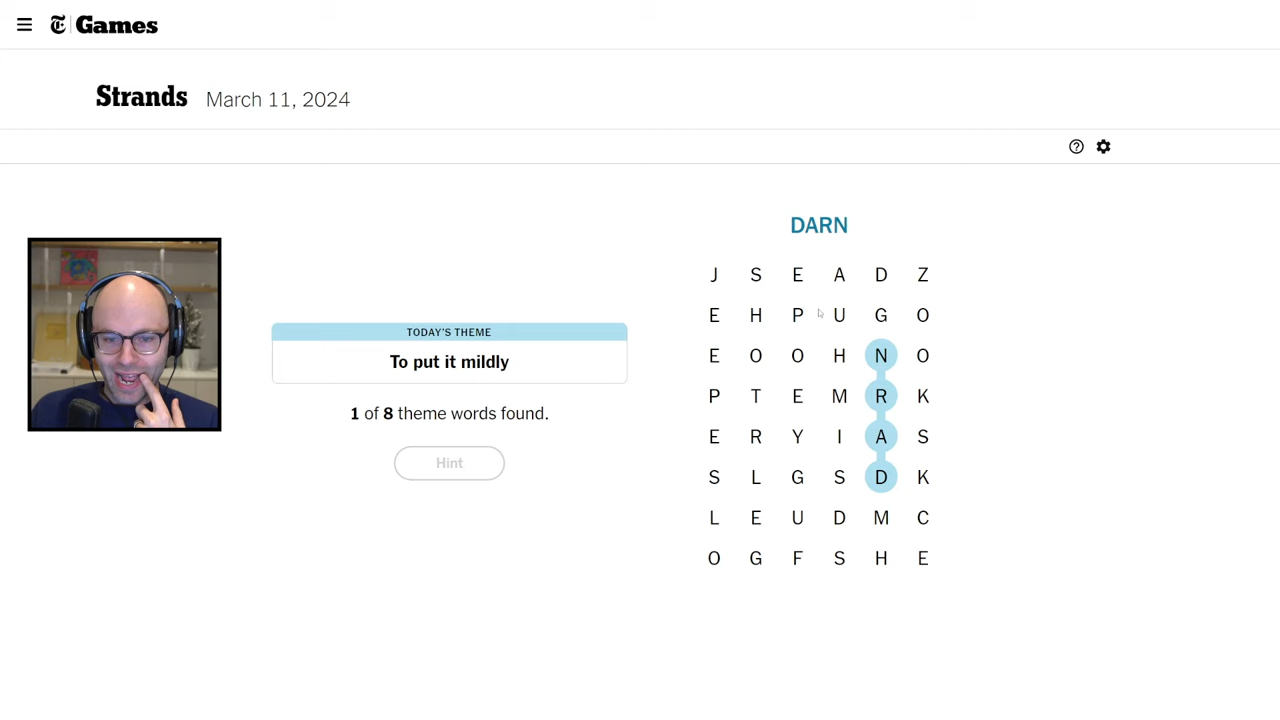 Games
Strands March 11, 2024
DARN
TODAY'S THEME
To put it mildly
1 of 8 theme words found.
Hint
J S E A D Z
E H P U G O
E O O H N O
P T E M R K
E R Y I A S
S L G S D K
L E U D M C
O G F S H E